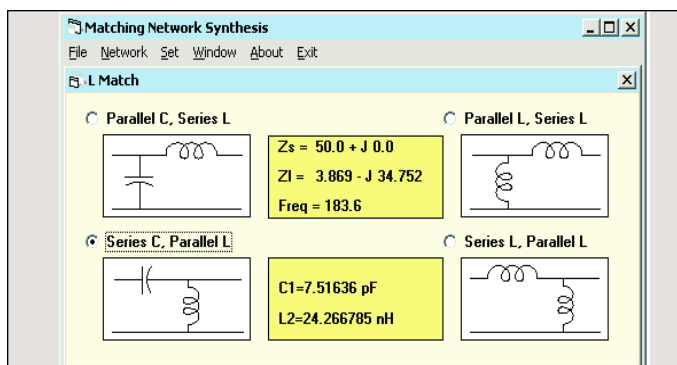 Matching Network Synthesis
File Network Set Window About Exit
L Match
Parallel C, Series L
Parallel L, Series L
Zs = 50.0 + J 0.0
Zl = 3.869 - J 34.752
Freq = 183.6
Series C, Parallel L
Series L, Parallel L
C1=7.51636 pF
L2=24.266785 nH